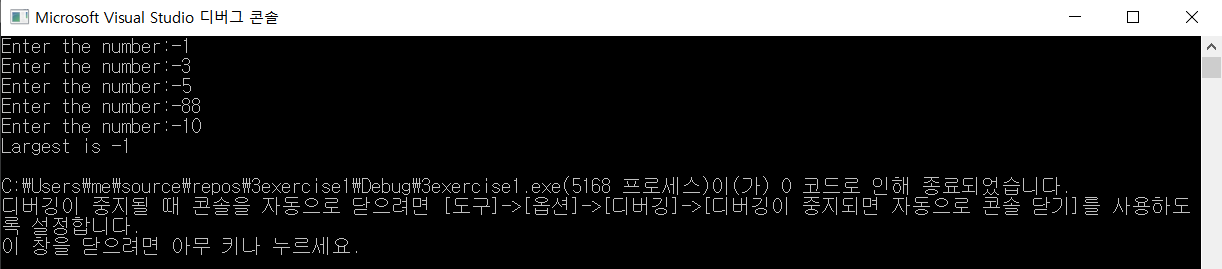 Microsoft Visual Studio 디버그 콘솔
Enter the number:-1
Enter the number:-3
Enter the number:-5
Enter the number:-88
Enter the number:-10
Largest is -1
C:₩Users₩me₩source₩repos₩3exercise1₩Debug₩3exercise1.exe(5168 프로세스)이(가) 0 코드로 인해 종료되었습니다.
디버깅이 중지될 때 콘솔을 자동으로 닫으려면 [도구]->[옵션]->[디버깅]->[디버깅이 중지되면 자동으로 콘솔 닫기]를 사용하도
록 설정합니다.
이 창을 닫으려면 아무 키나 누르세요.